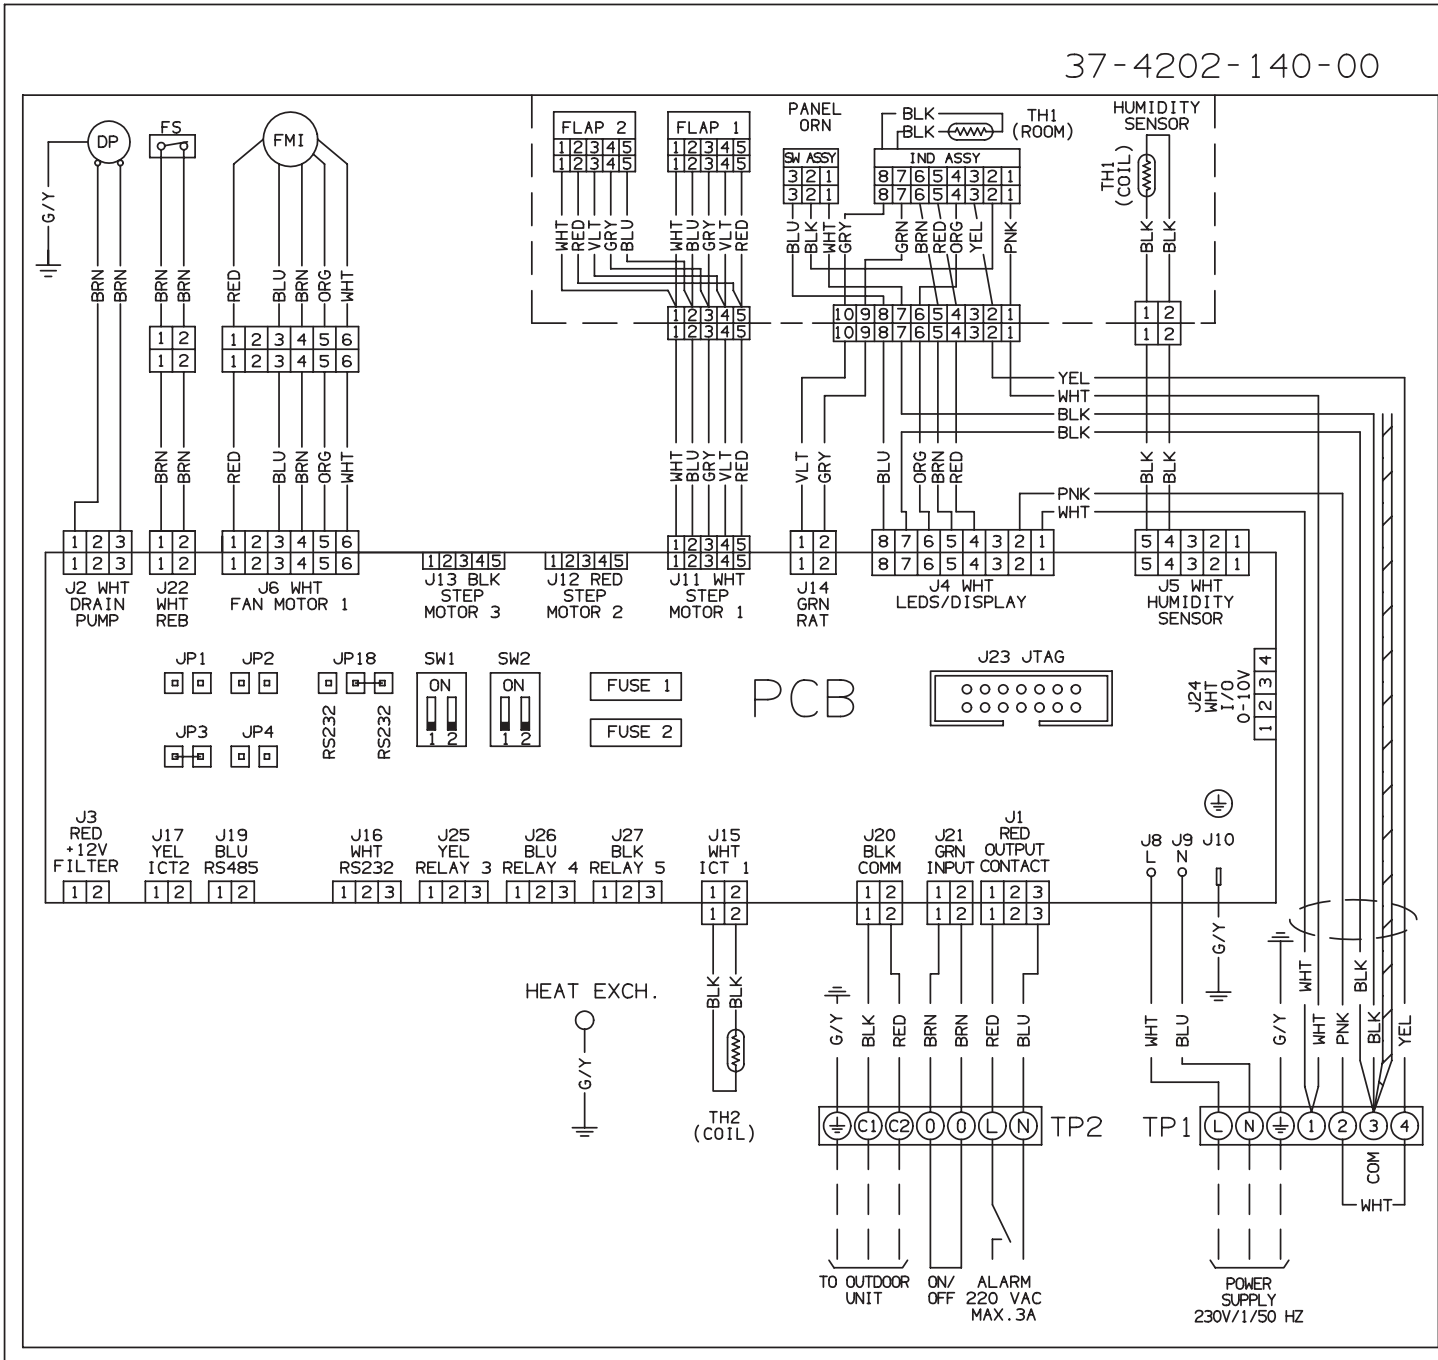 37-4202-140-00
DP
FS
FMI
FLAP 2
FLAP 1
PANEL
ORN
BLK
BLK
TH1
(ROOM)
HUMIDITY
SENSOR
1 2 3 4 5
1 2 3 4 5
1 2 3 4 5
1 2 3 4 5
SW ASSY
3 2 1
3 2 1
IND ASSY
8 7 6 5 4 3 2 1
8 7 6 5 4 3 2 1
TH1
(COIL)
G/Y
WHT
RED
VLT
GRY
BLU
WHT
BLU
GRY
VLT
RED
BLU
BLK
WHT
GRY
GRN
BRN
RED
ORG
YEL
PNK
BLK
BLK
BRN
BRN
BRN
BRN
RED
BLU
BRN
ORG
WHT
1 2
1 2
1 2 3 4 5 6
1 2 3 4 5 6
1 2 3 4 5
1 2 3 4 5
10 9 8 7 6 5 4 3 2 1
10 9 8 7 6 5 4 3 2 1
1 2
1 2
YEL
WHT
BLK
BLK
BRN
BRN
RED
BLU
BRN
ORG
WHT
WHT
BLU
GRY
VLT
RED
VLT
GRY
BLU
ORG
BRN
RED
BLK
BLK
PNK
WHT
1 2 3
1 2 3
1 2
1 2
1 2 3 4 5 6
1 2 3 4 5 6
1 2 3 4 5
1 2 3 4 5
1 2 3 4 5
1 2 3 4 5
1 2
1 2
8 7 6 5 4 3 2 1
8 7 6 5 4 3 2 1
5 4 3 2 1
5 4 3 2 1
J2 WHT
DRAIN
PUMP
J22
WHT
REB
J6 WHT
FAN MOTOR 1
J13 BLK
STEP
MOTOR 3
J12 RED
STEP
MOTOR 2
J11 WHT
STEP
MOTOR 1
J14
GRN
RAT
J4 WHT
LEDS/DISPLAY
J5 WHT
HUMIDITY
SENSOR
JP1
JP2
JP18
SW1
SW2
ON
ON
1 2
1 2
FUSE 1
FUSE 2
PCB
J23 JTAG
J24
WHT
I/O
0-10V
4
3
2
1
RS232
RS232
JP3
JP4
J3
RED
+12V
FILTER
J17
YEL
ICT2
J19
BLU
RS485
J16
WHT
RS232
J25
YEL
RELAY 3
J26
BLU
RELAY 4
J27
BLK
RELAY 5
J15
WHT
ICT 1
J20
BLK
COMM
J21
GRN
INPUT
J1
RED
OUTPUT
CONTACT
J8
L
J9
N
J10
1 2
1 2
1 2
1 2 3
1 2 3
1 2 3
1 2 3
1 2
1 2
1 2
1 2
1 2
1 2
1 2 3
1 2 3
HEAT EXCH.
G/Y
BLK
BLK
TH2
(COIL)
G/Y
BLK
RED
BRN
BRN
RED
BLU
WHT
BLU
G/Y
G/Y
WHT
WHT
PNK
BLK
BLK
YEL
C1 C2 0 0 L N
TP2
TP1
L N 1 2 3 4
COM
WHT
TO OUTDOOR
UNIT
ON/
OFF
ALARM
220 VAC
MAX.3A
POWER
SUPPLY
230V/1/50 HZ